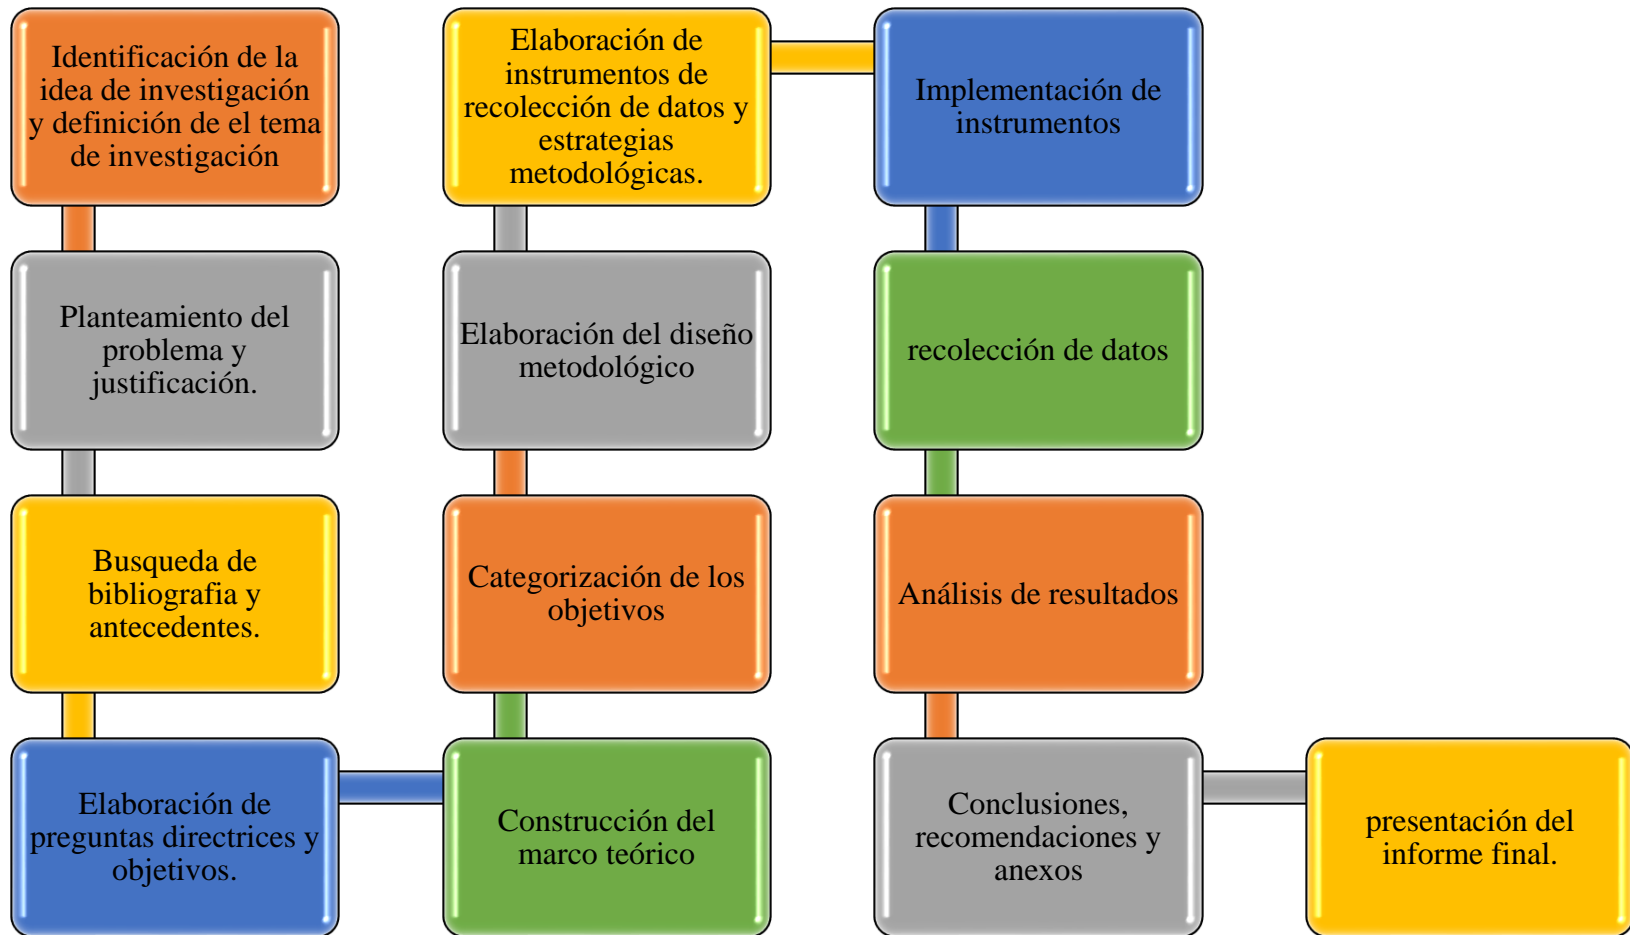 Identificación de la
idea de investigación
y definición de el tema
de investigación
Planteamiento del
problema y
justificación.
Busqueda de
bibliografia y
antecedentes.
Elaboración de
preguntas directrices y
objetivos.
Construcción del
marco teórico
Categorización de los
objetivos
Elaboración del diseño
metodológico
Elaboración de
instrumentos de
recolección de datos y
estrategias
metodológicas.
Implementación de
instrumentos
recolección de datos
Análisis de resultados
Conclusiones,
recomendaciones y
anexos
presentación del
informe final.